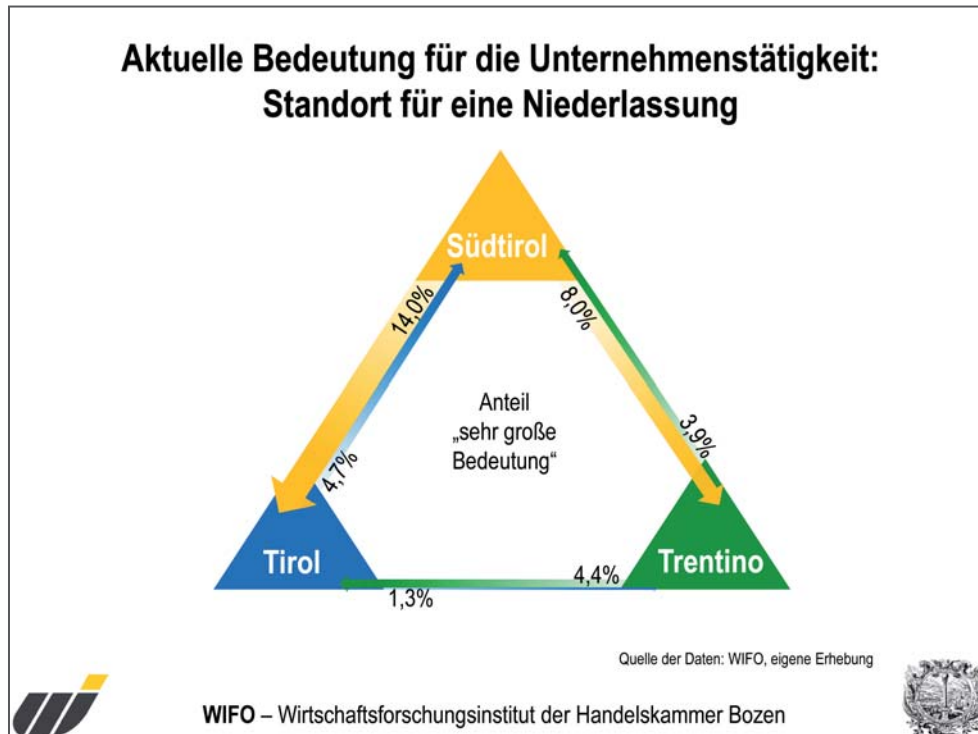 Aktuelle Bedeutung für die Unternehmenstätigkeit:
Standort für eine Niederlassung
Südtirol
14,0%
8,0%
Anteil
„sehr große
Bedeutung“
3,9%
4,7%
Tirol
Trentino
4,4%
1,3%
Quelle der Daten: WIFO, eigene Erhebung
WIFO – Wirtschaftsforschungsinstitut der Handelskammer Bozen